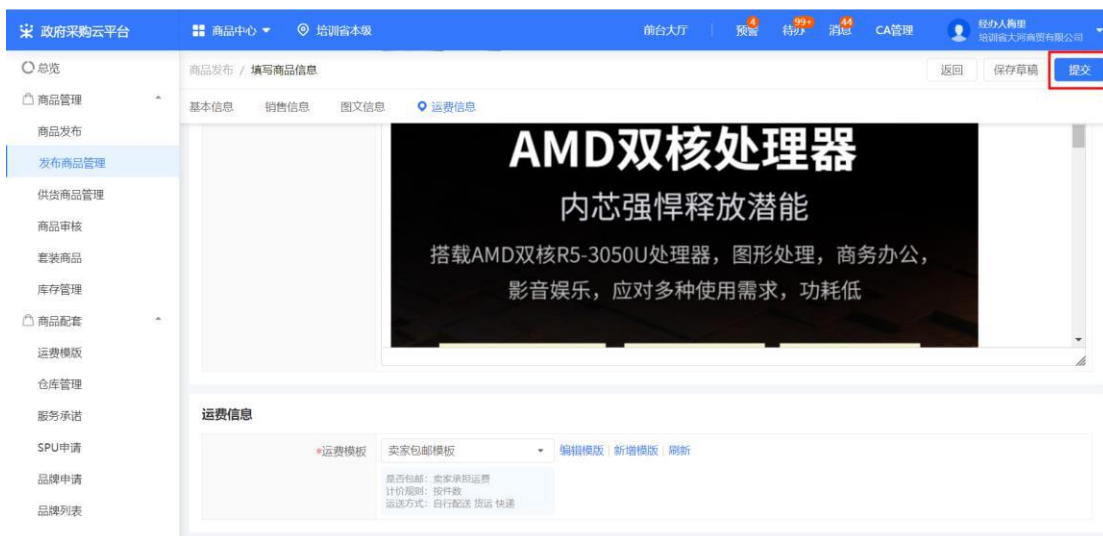 政府采购云平台 商品中心 培训省本级 前台大厅 预警 4 待办 99+ 消息 44 CA管理 经办人梅里
培训省大河商贸有限公司
总览 商品发布 / 填写商品信息 返回 保存草稿 提交
商品管理 基本信息 销售信息 图文信息 运费信息
商品发布
发布商品管理
供货商品管理
商品审核
套装商品
库存管理
商品配套
运费模版
仓库管理
服务承诺
SPU申请
品牌申请
品牌列表
AMD双核处理器
内芯强悍释放潜能
搭载AMD双核R5-3050U处理器，图形处理，商务办公，
影音娱乐，应对多种使用需求，功耗低
运费信息
*运费模板 卖家包邮模板 编辑模版 新增模版 刷新
是否包邮：卖家承担运费
计价规则：按件数
运送方式：自行配送 货运 快递